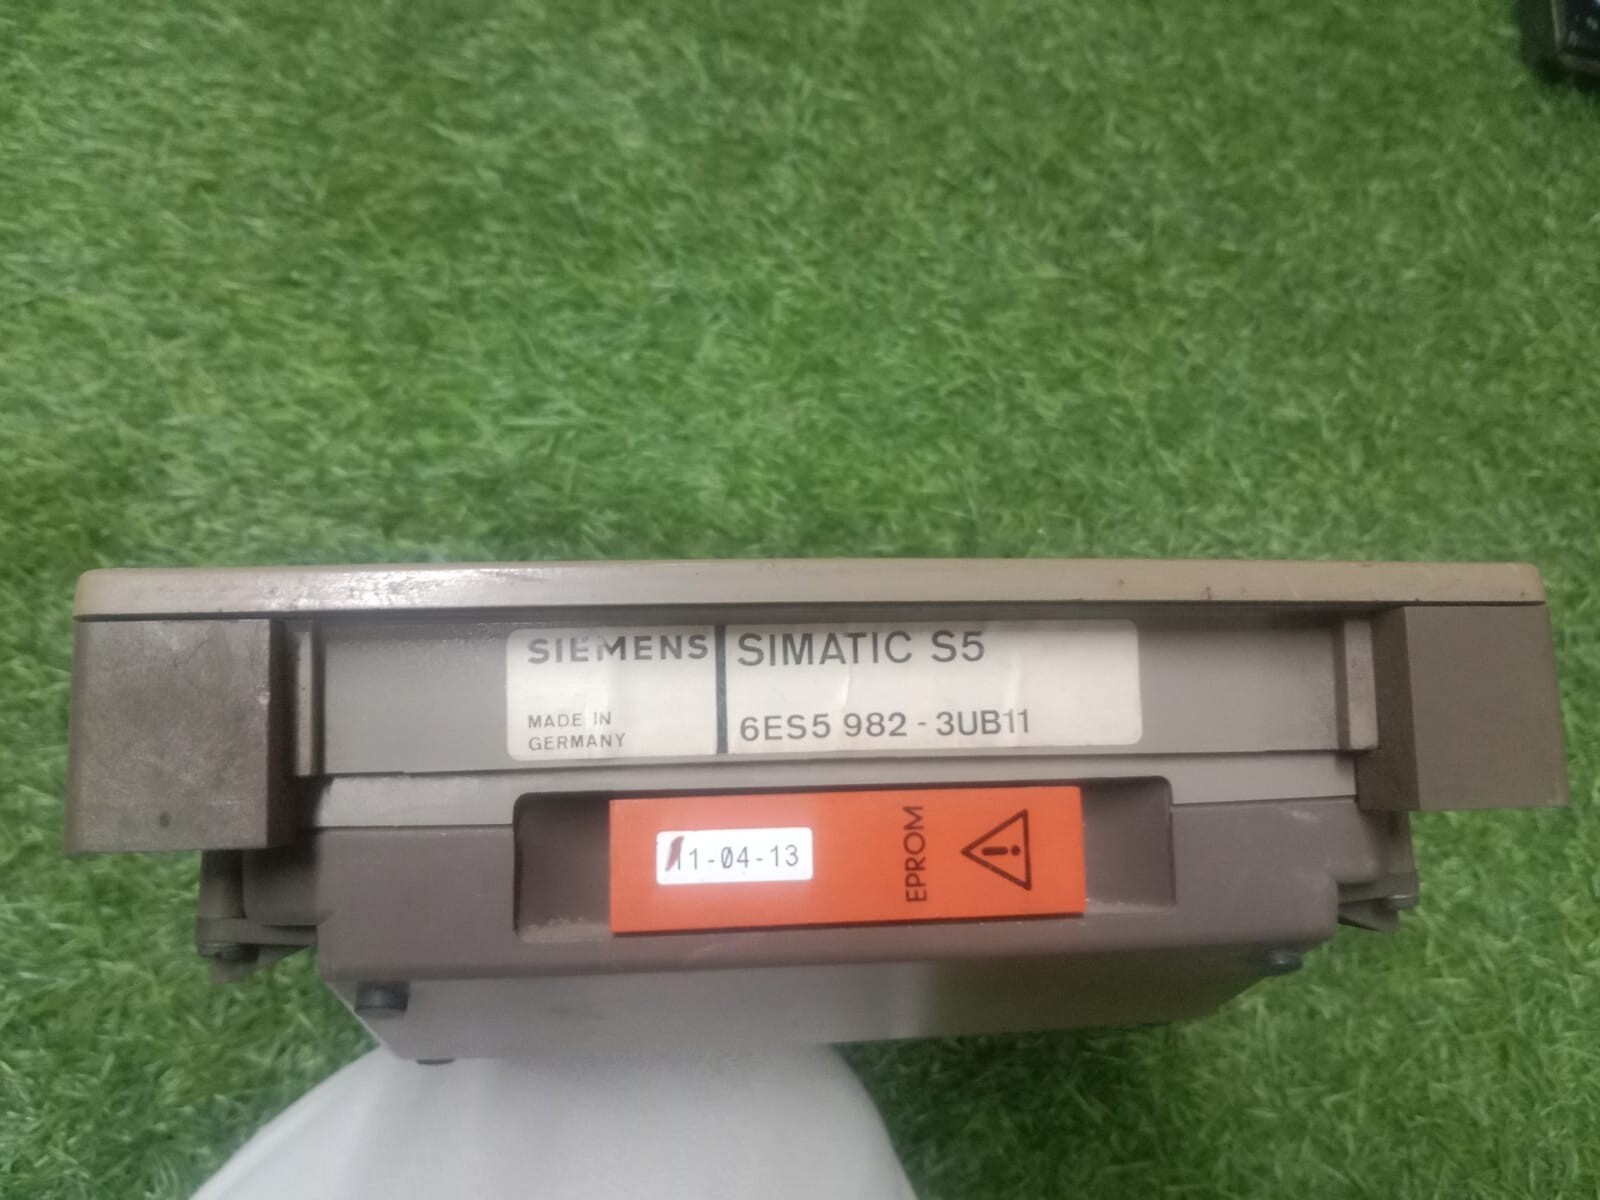 SIEMENS
SIMATIC S5
MADE IN
GERMANY
6ES5 982-3UB11
11-04-13
EPROM